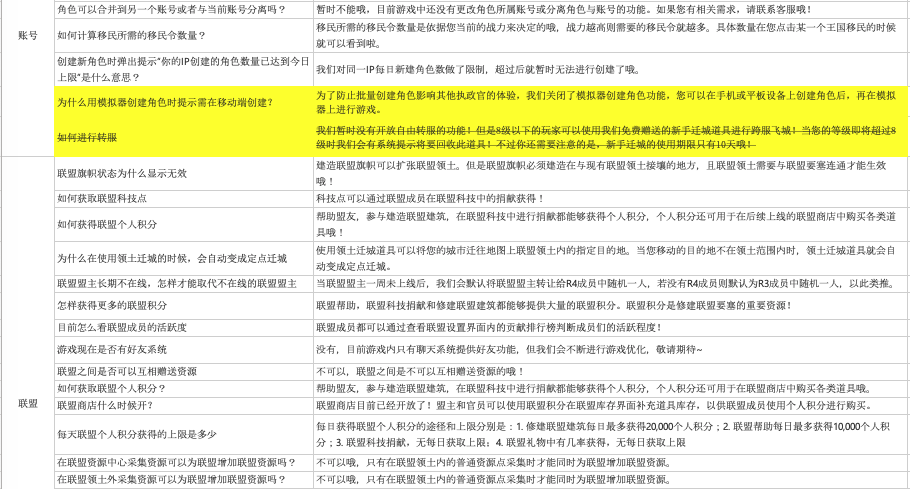 角色可以合并到另一个账号或者与当前账号分离吗？
暂时不能哦，目前游戏中还没有更改角色所属账号或分离角色与账号的功能。如果您有相关需求，请联系客服哦！
账号
如何计算移民所需的移民令数量？
移民所需的移民令数量是依据您当前的战力来决定的哦，战力越高则需要的移民令就越多。具体数量在您点击某一个王国移民的时候
就可以看到啦。
创建新角色时弹出提示“你的IP创建的角色数量已达到今日
上限”是什么意思？
我们对同一IP每日新建角色数做了限制，超过后就暂时无法进行创建了哦。
为什么用模拟器创建角色时提示需在移动端创建？
为了防止批量创建角色影响其他执政官的体验，我们关闭了模拟器创建角色功能，您可以在手机或平板设备上创建角色后，再在模拟
器上进行游戏。
如何进行转服
我们暂时没有开放自由转服的功能！但是8级以下的玩家可以使用我们免费赠送的新手迁城道具进行跨服飞城！当您的等级即将超过8
级时我们会有系统提示将要回收此道具！不过你还需要注意的是，新手迁城的使用期限只有10天哦！
联盟旗帜状态为什么显示无效
建造联盟旗帜可以扩张联盟领土。但是联盟旗帜必须建造在与现有联盟领土接壤的地方，且联盟领土需要与联盟要塞连通才能生效
哦！
如何获取联盟科技点
科技点可以通过联盟成员在联盟科技中的捐献获得！
如何获得联盟个人积分
帮助盟友，参与建造联盟建筑，在联盟科技中进行捐献都能够获得个人积分，个人积分还可用于在后续上线的联盟商店中购买各类道
具哦！
为什么在使用领土迁城的时候，会自动变成定点迁城
使用领土迁城道具可以将您的城市迁往地图上联盟领土内的指定目的地。当您移动的目的地不在领土范围内时，领土迁城道具就会自
动变成定点迁城。
联盟盟主长期不在线，怎样才能取代不在线的联盟盟主
当联盟盟主一周未上线后，我们会默认将联盟盟主转让给R4成员中随机一人，若没有R4成员则默认为R3成员中随机一人，以此类推。
怎样获得更多的联盟积分
联盟帮助，联盟科技捐献和修建联盟建筑都能够提供大量的联盟积分。联盟积分是修建联盟要塞的重要资源！
目前怎么看联盟成员的活跃度
联盟成员都可以通过查看联盟设置界面内的贡献排行榜判断成员们的活跃程度！
游戏现在是否有好友系统
没有，目前游戏内只有聊天系统提供好友功能，但我们会不断进行游戏优化，敬请期待~
联盟之间是否可以互相赠送资源
不可以，联盟之间是不可以互相赠送资源的哦！
联盟
如何获取联盟个人积分？
帮助盟友，参与建造联盟建筑，在联盟科技中进行捐献都能够获得个人积分，个人积分还可用于在联盟商店中购买各类道具哦。
联盟商店什么时候开？
联盟商店目前已经开放了！盟主和官员可以使用联盟积分在联盟库存界面补充道具库存，以供联盟成员使用个人积分进行购买。
每天联盟个人积分获得的上限是多少
每日获得联盟个人积分的途径和上限分别是：1. 修建联盟建筑每日最多获得20,000个人积分；2. 联盟帮助每日最多获得10,000个人积
分；3. 联盟科技捐献，无每日获取上限；4. 联盟礼物中有几率获得，无每日获取上限
在联盟资源中心采集资源可以为联盟增加联盟资源吗？
不可以哦，只有在联盟领土内的普通资源点采集时才能同时为联盟增加联盟资源。
在联盟领土外采集资源可以为联盟增加联盟资源吗？
不可以哦，只有在联盟领土内的普通资源点采集时才能同时为联盟增加联盟资源。